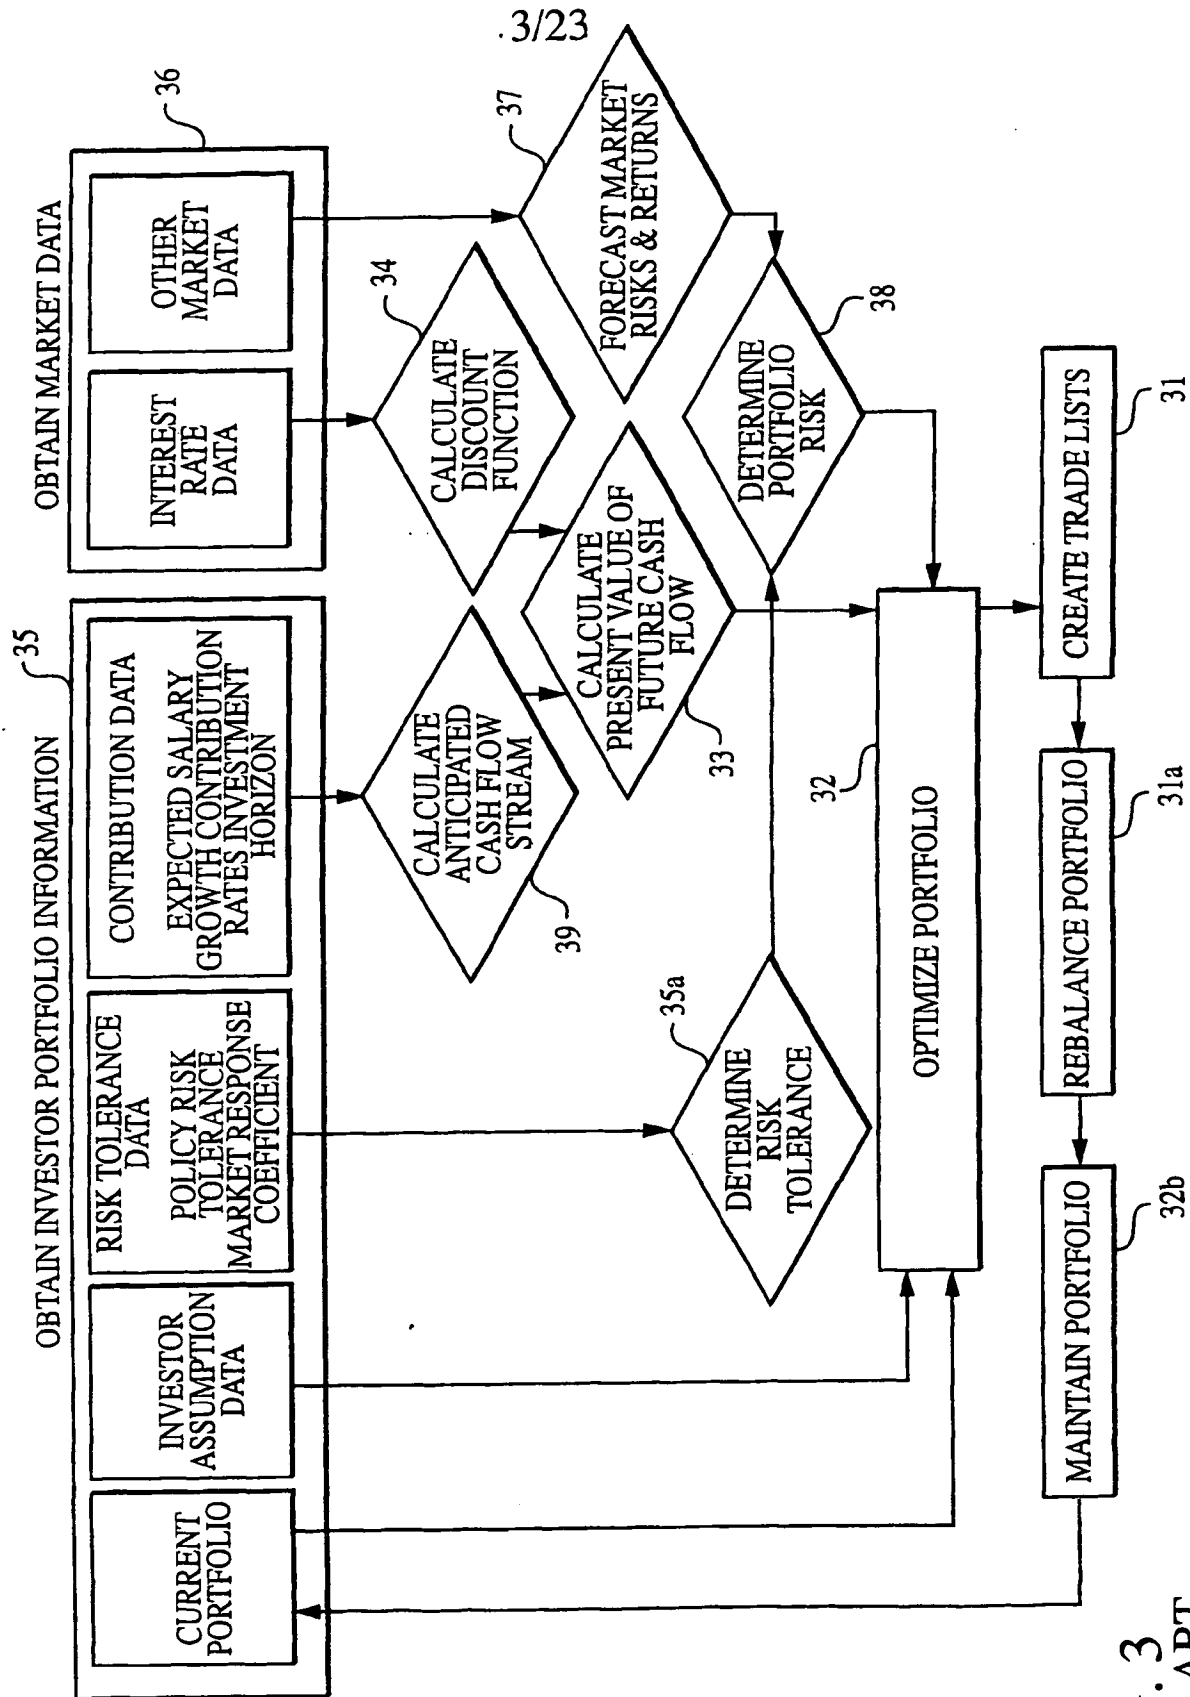 .3/23
OBTAIN INVESTOR PORTFOLIO INFORMATION
35
OBTAIN MARKET DATA
36
CURRENT
PORTFOLIO
INVESTOR
ASSUMPTION
DATA
RISK TOLERANCE
DATA
POLICY RISK
TOLERANCE
MARKET RESPONSE
COEFFICIENT
CONTRIBUTION DATA
EXPECTED SALARY
GROWTH CONTRIBUTION
RATES INVESTMENT
HORIZON
INTEREST
RATE
DATA
OTHER
MARKET
DATA
CALCULATE
ANTICIPATED
CASH FLOW
STREAM
39
CALCULATE
DISCOUNT
FUNCTION
34
CALCULATE
PRESENT VALUE OF
FUTURE CASH
FLOW
33
FORECAST MARKET
RISKS & RETURNS
37
DETERMINE
RISK
TOLERANCE
35a
DETERMINE
PORTFOLIO
RISK
38
OPTIMIZE PORTFOLIO
32
MAINTAIN PORTFOLIO
32b
REBALANCE PORTFOLIO
31a
CREATE TRADE LISTS
31
. 3
ART